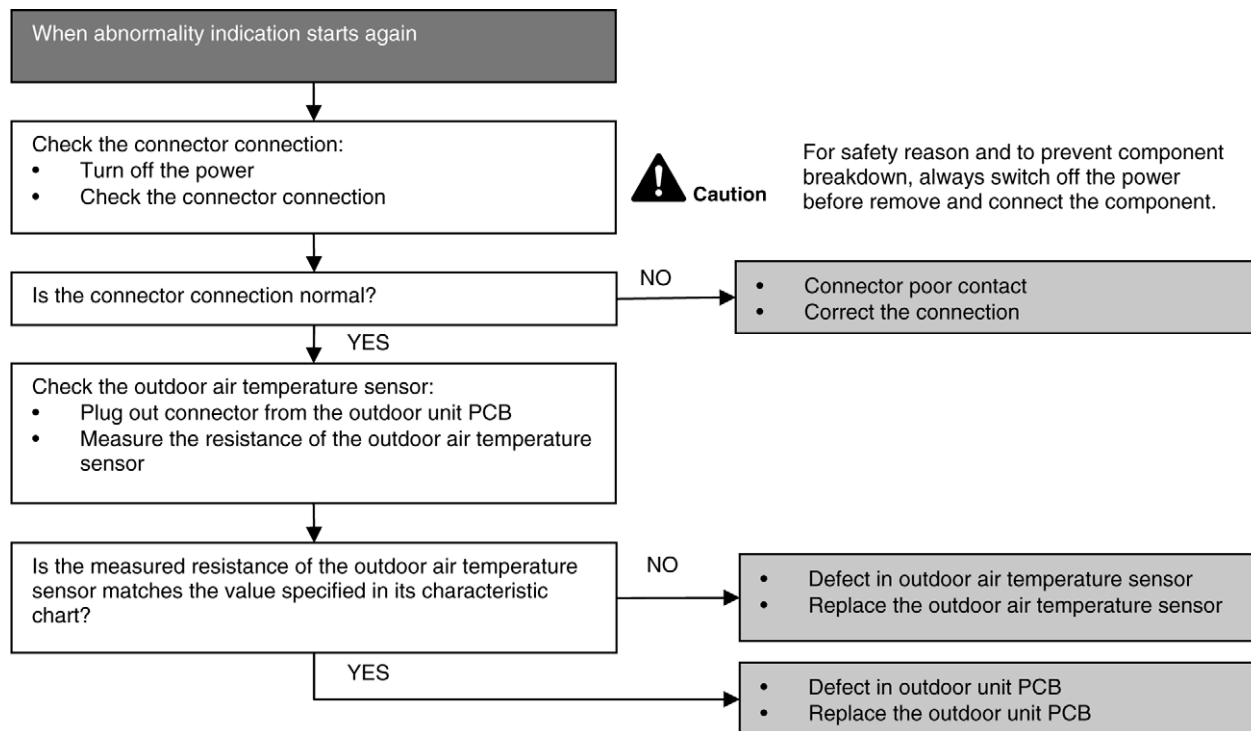 When abnormality indication starts again
Check the connector connection:
• Turn off the power
• Check the connector connection
Caution
For safety reason and to prevent component
breakdown, always switch off the power
before remove and connect the component.
Is the connector connection normal?
NO
• Connector poor contact
• Correct the connection
YES
Check the outdoor air temperature sensor:
• Plug out connector from the outdoor unit PCB
• Measure the resistance of the outdoor air temperature
sensor
Is the measured resistance of the outdoor air temperature
sensor matches the value specified in its characteristic
chart?
NO
• Defect in outdoor air temperature sensor
• Replace the outdoor air temperature sensor
YES
• Defect in outdoor unit PCB
• Replace the outdoor unit PCB